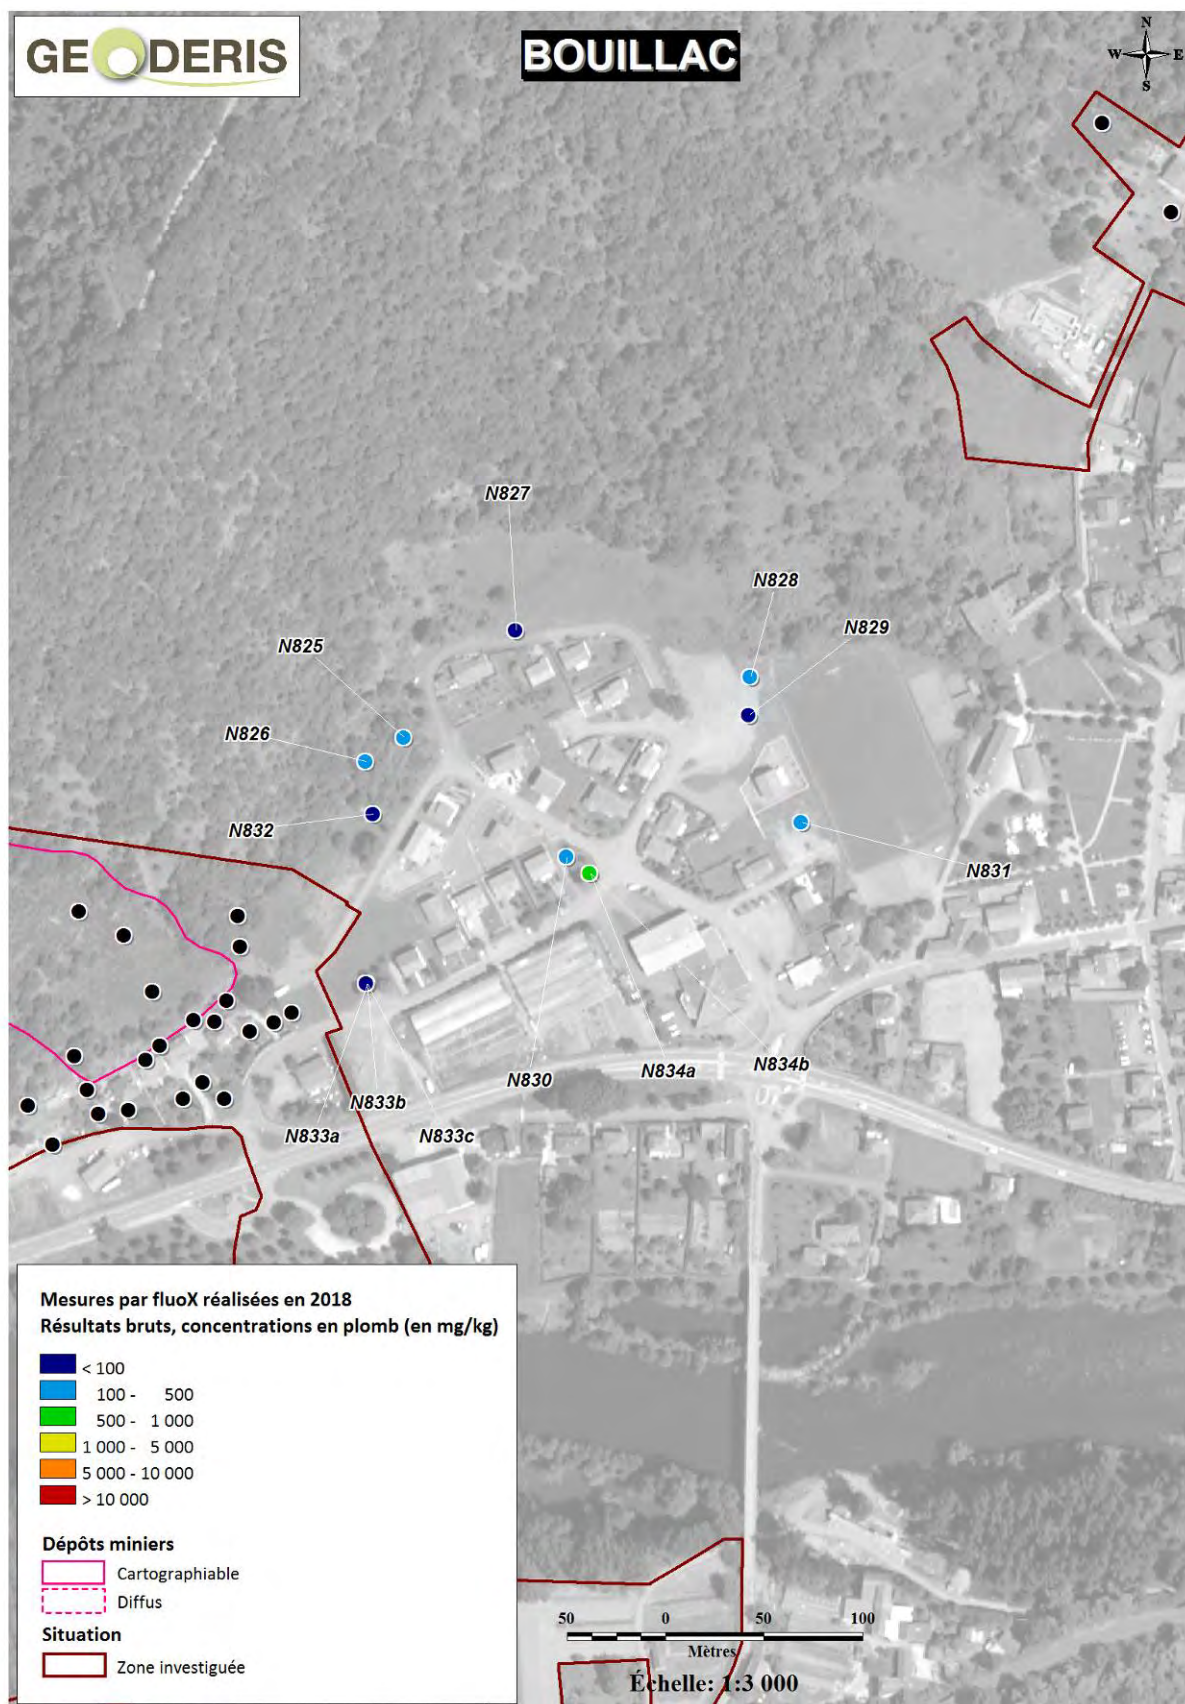 GEODERIS
BOUILLAC
N
W E
S
N827
N828
N829
N825
N826
N832
N831
N830
N834a
N834b
N833b
N833a
N833c
Mesures par fluoX réalisées en 2018
Résultats bruts, concentrations en plomb (en mg/kg)
< 100
100 - 500
500 - 1 000
1 000 - 5 000
5 000 - 10 000
> 10 000
Dépôts miniers
Cartographiable
Diffus
Situation
Zone investiguée
50 0 50 100
Mètres
Échelle: 1:3 000